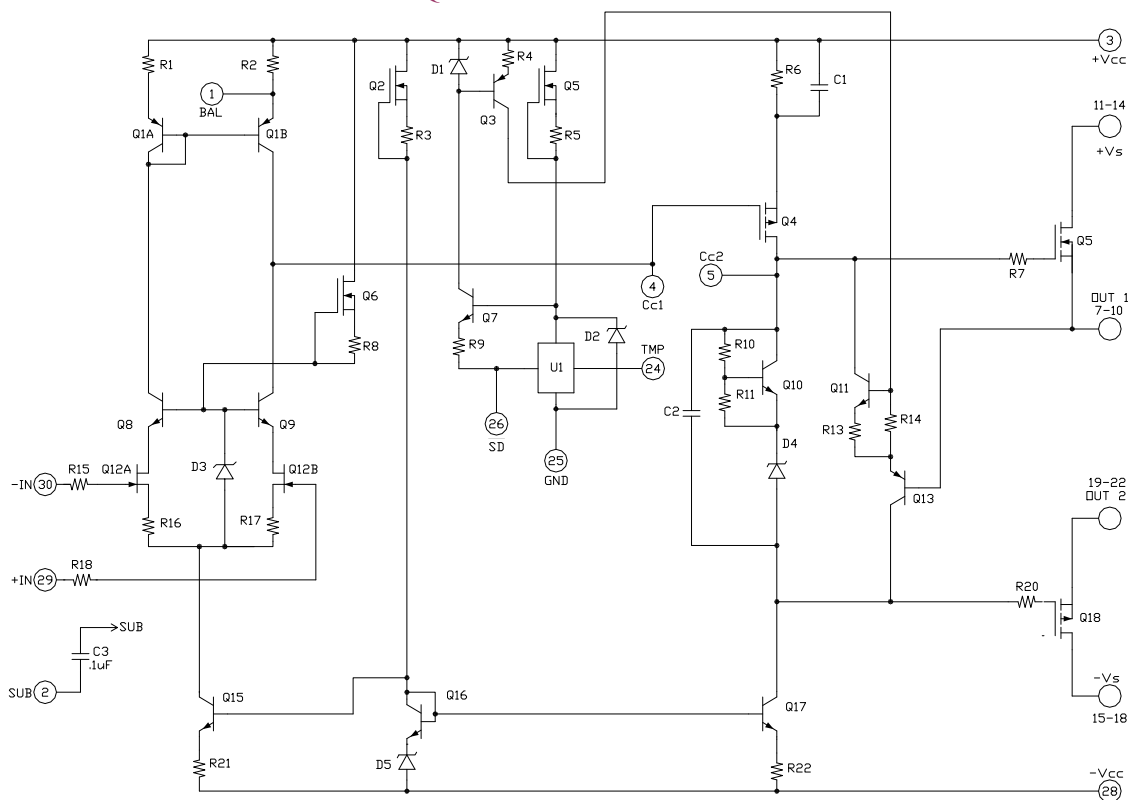 R1
R2
1
BAL
Q1A
Q1B
Q2
R3
D1
R4
Q3
Q5
R5
R6
C1
3
+Vcc
11-14
+Vs
Q4
Q5
R7
Cc2
5
4
Cc1
OUT 1
7-10
Q6
R8
Q7
R9
D2
U1
TMP
24
26
SD
25
GND
R10
Q10
R11
C2
D4
Q11
R13
R14
Q13
Q8
Q9
D3
Q12A
Q12B
R15
-IN 30
R16
R17
+IN 29
R18
19-22
OUT 2
R20
Q18
-Vs
15-18
SUB
C3
.1uF
SUB 2
Q15
R21
Q16
D5
Q17
R22
-Vcc
28